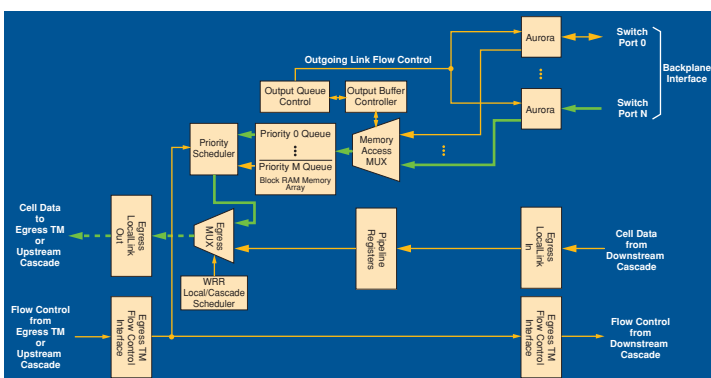 Aurora
Switch
Port 0
Outgoing Link Flow Control
Backplane
Interface
Output Queue
Control
Output Buffer
Controller
Aurora
Switch
Port N
Priority
Scheduler
Priority 0 Queue
Priority M Queue
Block RAM Memory
Array
Memory
Access
MUX
Cell Data
to
Egress TM
or
Upstream
Cascade
Egress
LocalLink
Out
Egress
MUX
Pipeline
Registers
Egress
LocalLink
In
Cell Data
from
Downstream
Cascade
WRR
Local/Cascade
Scheduler
Flow Control
from
Egress TM
or
Upstream
Cascade
Egress TM
Flow Control
Interface
Egress TM
Flow Control
Interface
Flow Control
from
Downstream
Cascade